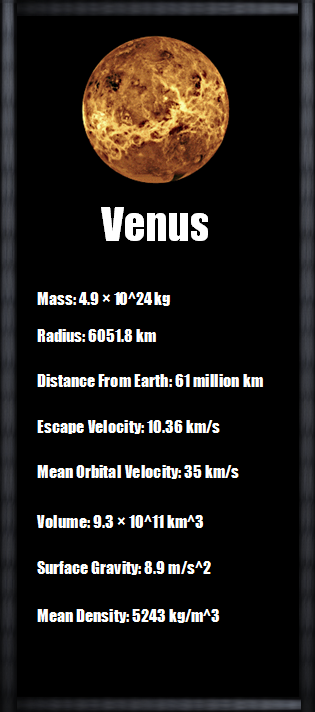 Venus
Mass: 4.9 × 10^24 kg
Radius: 6051.8 km
Distance From Earth: 61 million km
Escape Velocity: 10.36 km/s
Mean Orbital Velocity: 35 km/s
Volume: 9.3 × 10^11 km^3
Surface Gravity: 8.9 m/s^2
Mean Density: 5243 kg/m^3